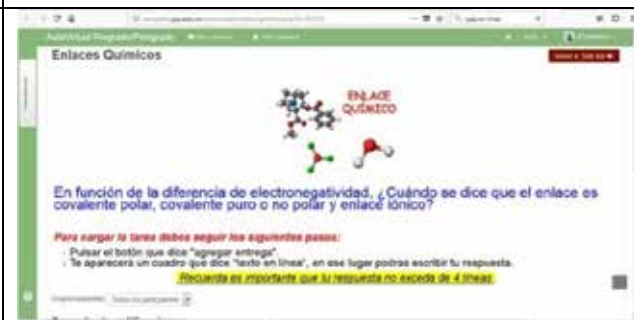 AulaVirtual Pregrado/Postgrado
Enlaces Químicos
ENLACE
QUÍMICO
En función de la diferencia de electronegatividad, ¿Cuándo se dice que el enlace es
covalente polar, covalente puro o no polar y enlace iónico?
Para cargar la tarea debes seguir los siguientes pasos:
Pulsar el botón que dice "agregar entrega".
Te aparecerá un cuadro que dice "texto en línea", en ese lugar podrás escribir tu respuesta.
Recuerda es importante que tu respuesta no exceda de 4 líneas